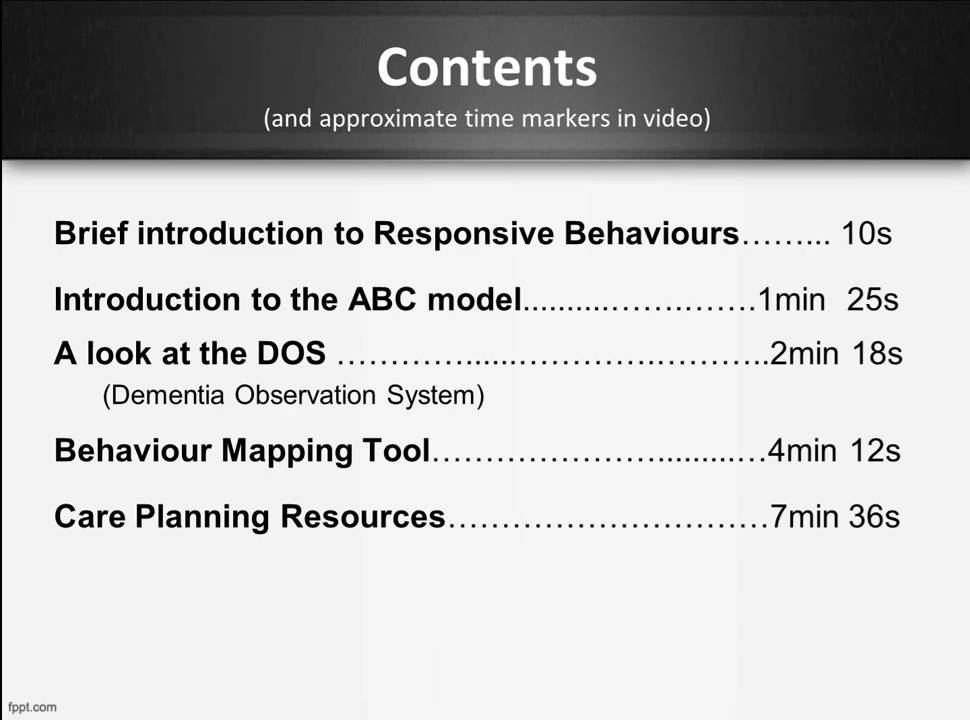 Contents
(and approximate time markers in video)
Brief introduction to Responsive Behaviours……... 10s
Introduction to the ABC model..........…….…….1min 25s
A look at the DOS ………….....………….………..2min 18s
(Dementia Observation System)
Behaviour Mapping Tool…………………..........…4min 12s
Care Planning Resources…………………………7min 36s
fppt.com